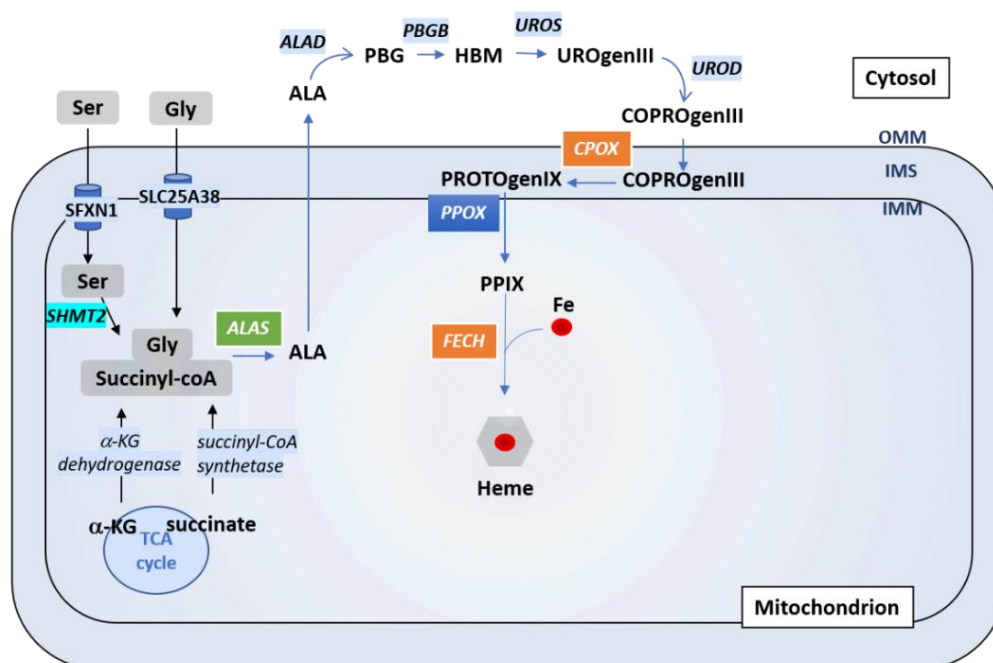 ALAD
PBG
PBGB
HBM
UROS
UROgenIII
UROD
Cytosol
ALA
Ser
Gly
COPROgenIII
OMM
CPOX
IMS
PROTOgenIX
COPROgenIII
SFXN1
SLC25A38
IMM
PPOX
Ser
SHMT2
PPIX
Fe
ALAS
FECH
Gly
ALA
Succinyl-coA
α-KG
dehydrogenase
succinyl-CoA
synthetase
Heme
α-KG
succinate
TCA
cycle
Mitochondrion